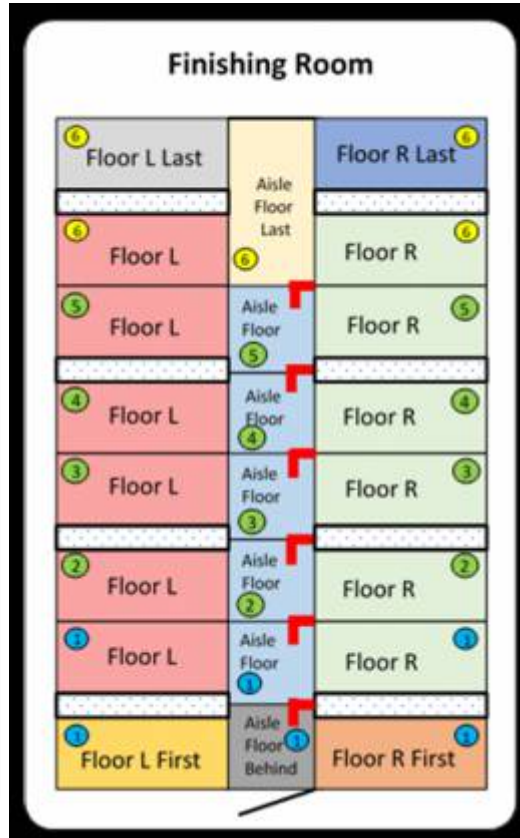 Finishing Room
6
Floor L Last
Aisle
Floor
Last
6
6
Floor R Last
6
Floor L
6
Floor R
5
Floor L
Aisle
Floor
5
5
Floor R
4
Floor L
Aisle
Floor
4
4
Floor R
3
Floor L
Aisle
Floor
3
3
Floor R
2
Floor L
Aisle
Floor
2
2
Floor R
1
Floor L
Aisle
Floor
1
1
Floor R
1
Floor L First
Aisle
Floor
Behind
1
1
Floor R First